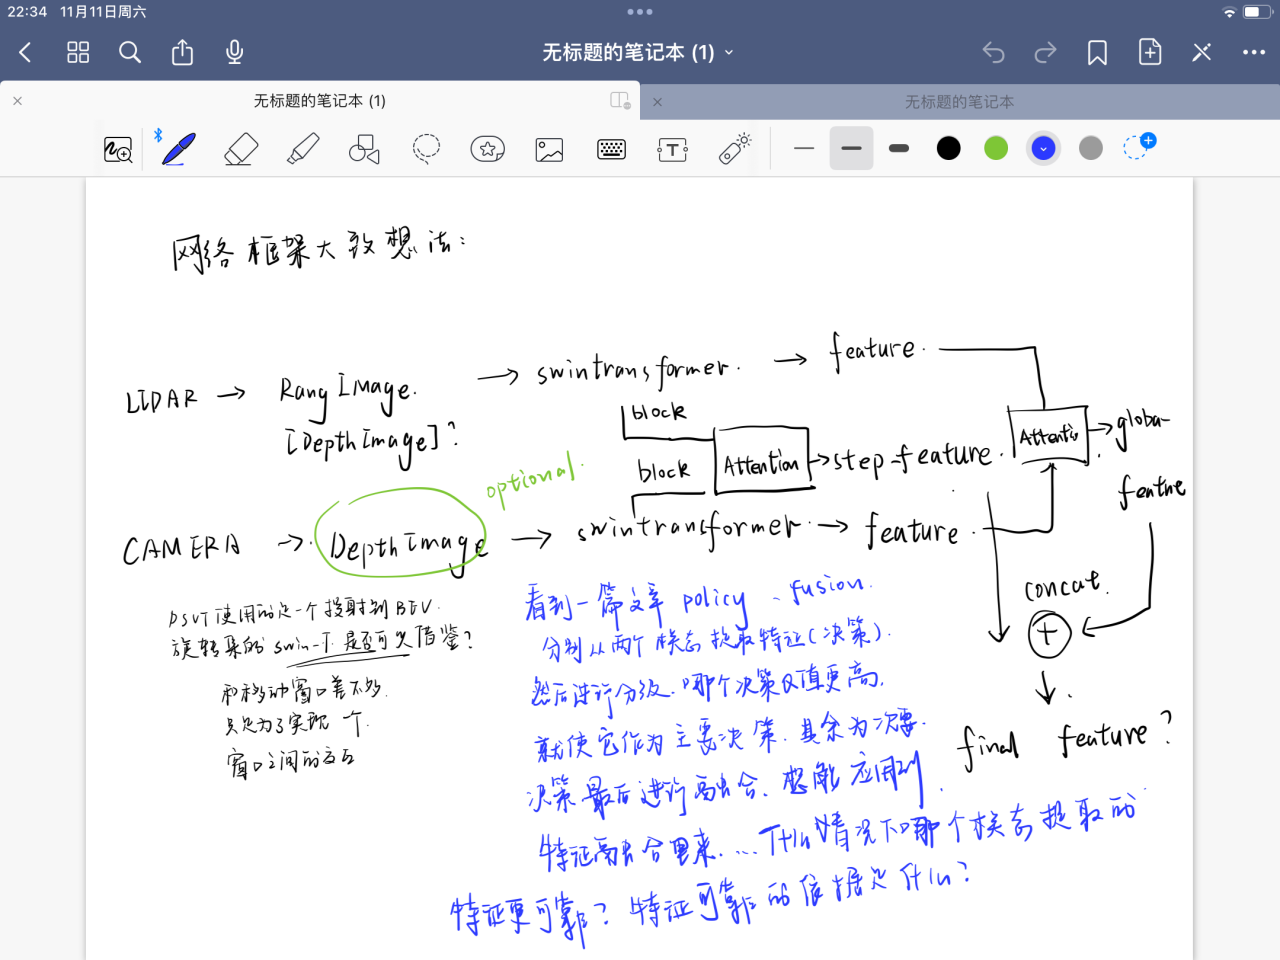 22:34 11月11日周六
无标题的笔记本 (1)
无标题的笔记本 (1)
无标题的笔记本
网络框架大致想法:
LIDAR → Rang Image. → swintransformer. → feature.
[DepthImage]?
block
block
Attention → step-feature.
Attentio → global
feature
optional.
CAMERA → DepthImage → swintransformer. → feature.
concat.
+
final feature?
DSVT使用的是一个投射到BEV.
旋转集的swin-T.是否可以借鉴?
和移动窗口差不多.
只是为了实现一个.
窗口之间的交互
看到一篇文章 policy、fusion.
分别从两个模态提取特征(决策).
然后进行分级.哪个决策仅值更高.
就使它作为主要决策.其余为次要.
决策最后进行高融合.想能应用到.
特征高融合里来....什么情况下哪个模态提取的
特征更可靠?特征可靠的依据是什么?